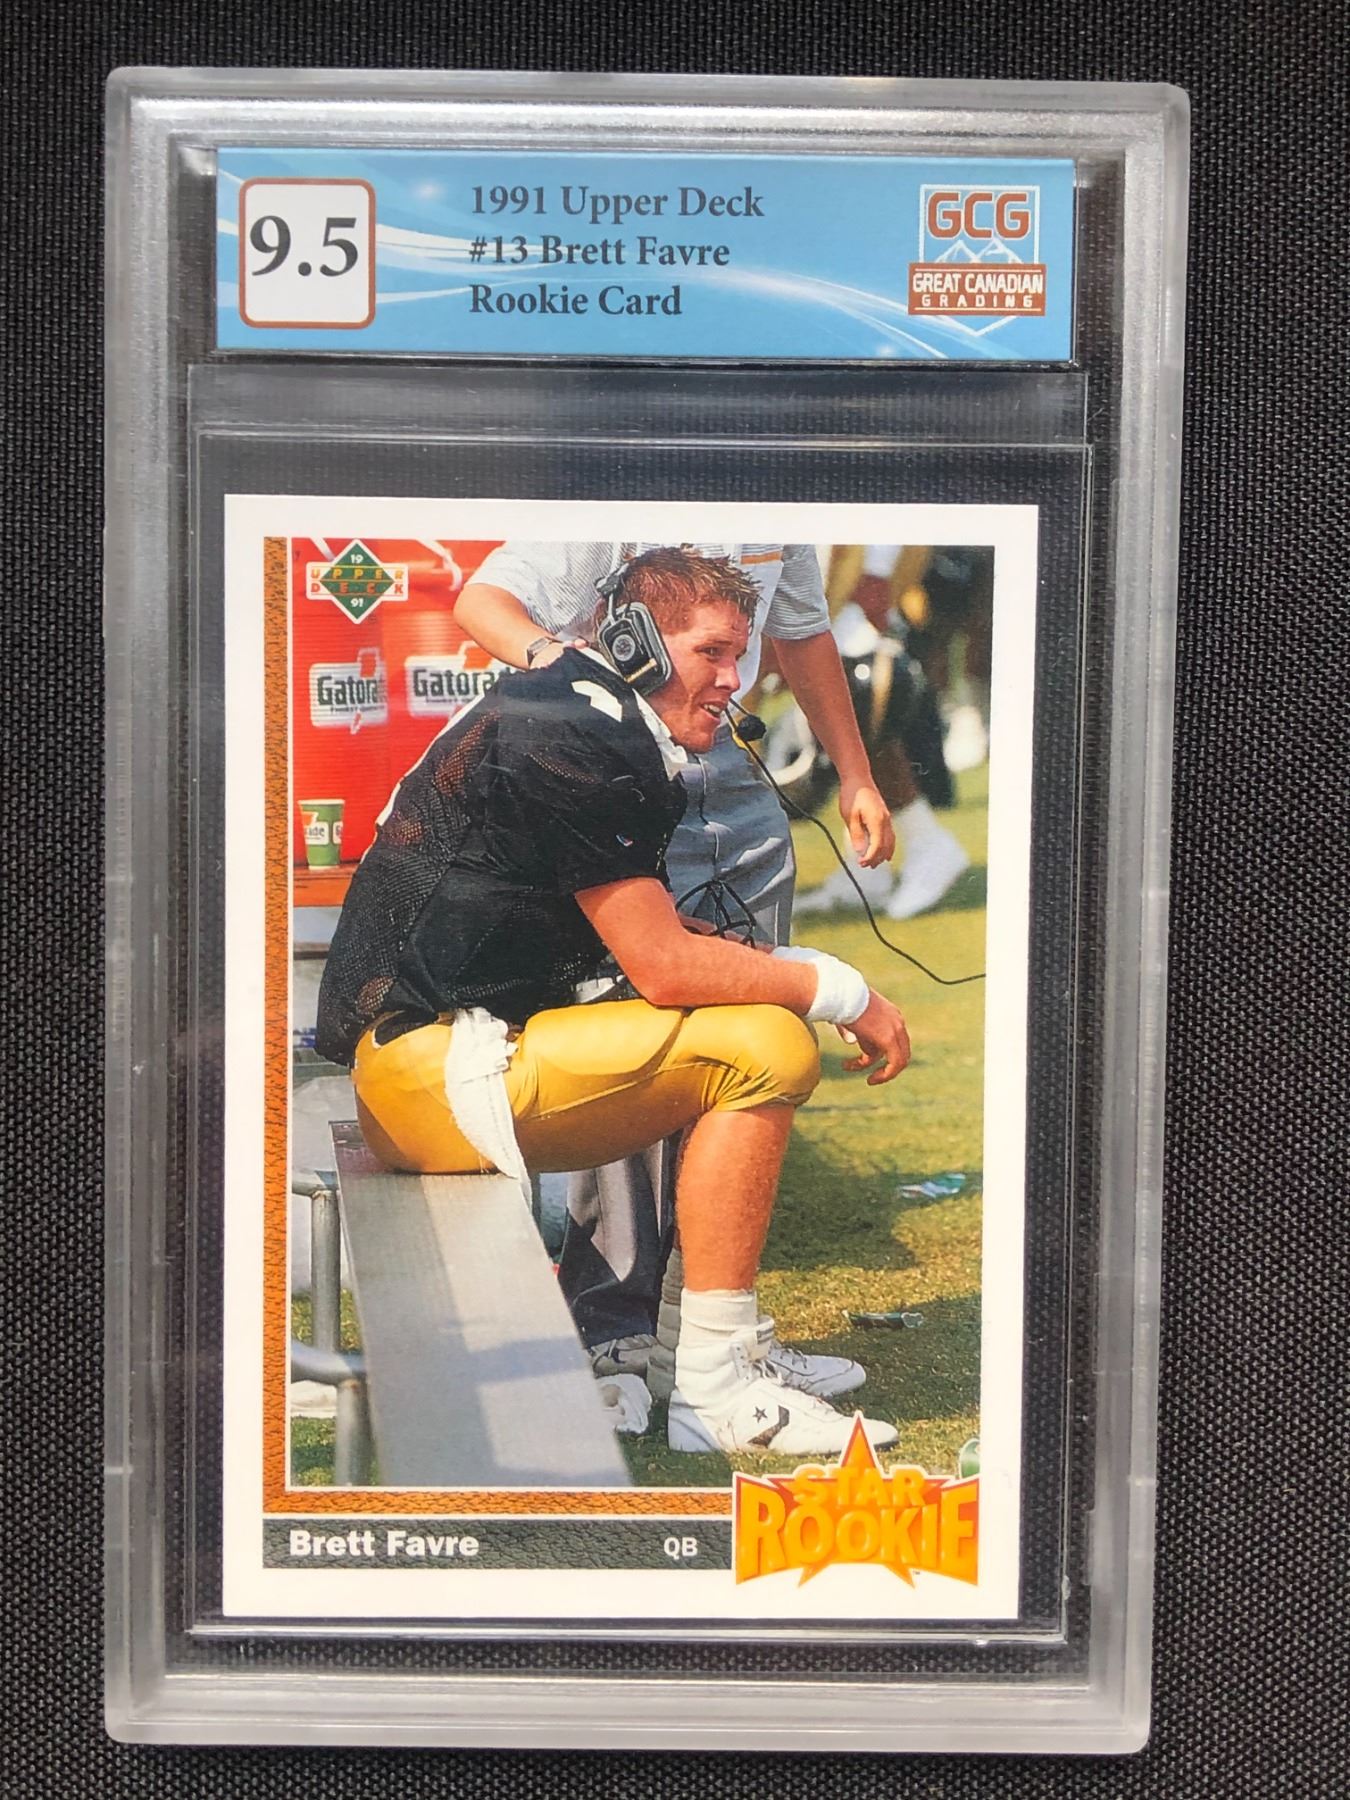 9.5
1991 Upper Deck
#13 Brett Favre
Rookie Card
GCG
GREAT CANADIAN
GRADING
19
UPPER
DECK
91
Gatora
Gatora
ade
Brett Favre
QB
STAR
ROOKIE